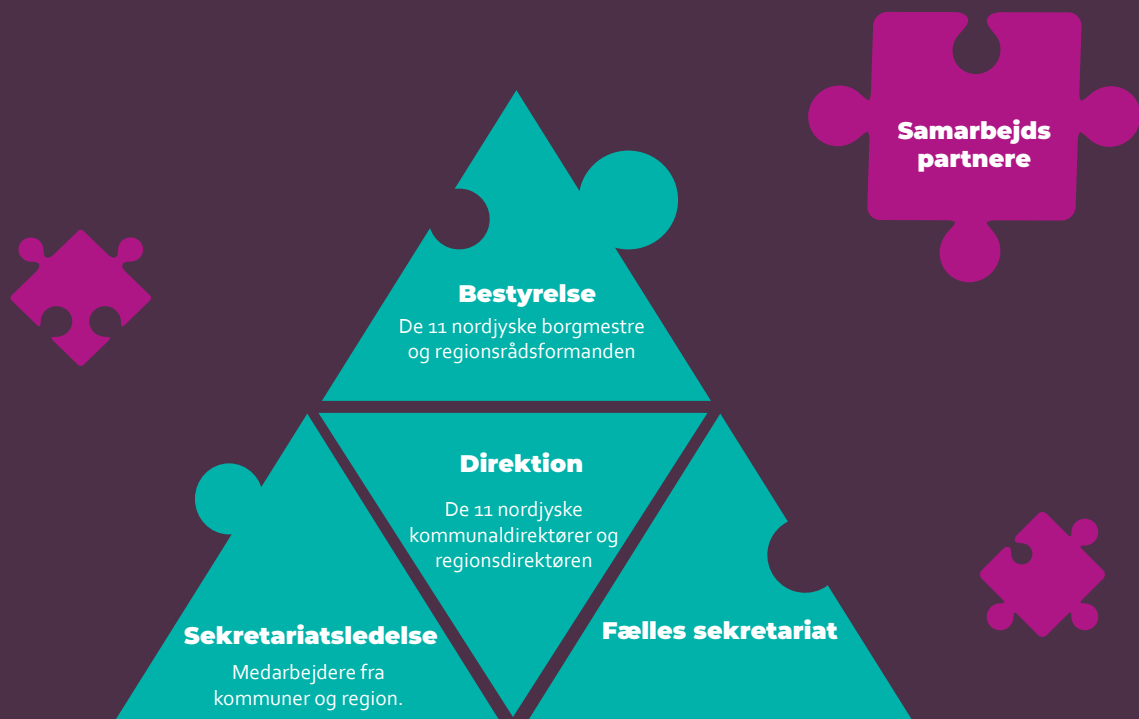 Samarbejds
partnere
Bestyrelse
De 11 nordjyske borgmestre
og regionsrådsformanden
Direktion
De 11 nordjyske
kommunaldirektører og
regionsdirektøren
Sekretariatsledelse
Medarbejdere fra
kommuner og region.
Fælles sekretariat